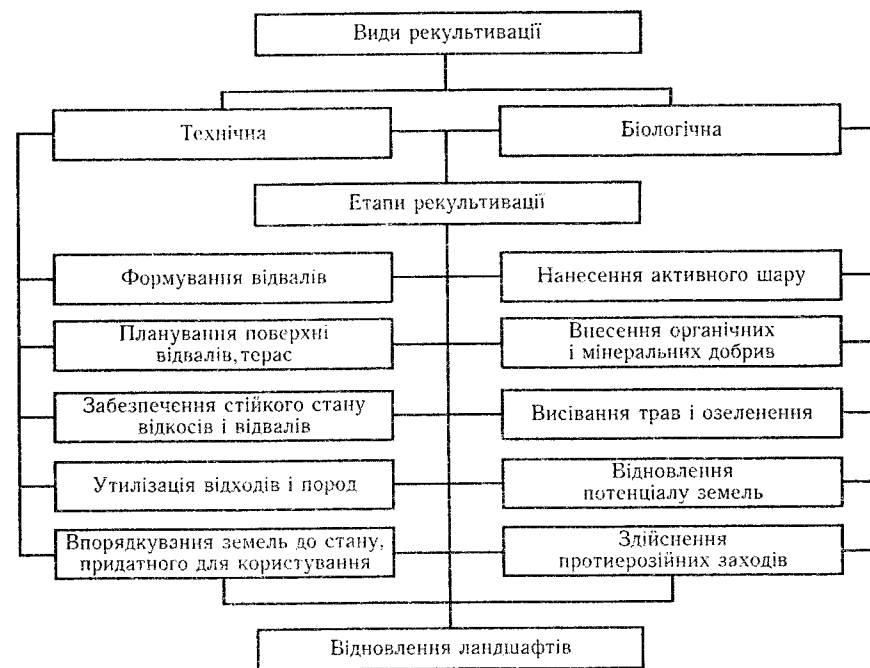 Види рекультивації
Технічна
Біологічна
Етапи рекультивації
Формування відвалів
Нанесення активного шару
Планування поверхні
відвалів,терас
Внесення органічних
і мінеральних добрив
Забезпечення стійкого стану
відкосів і відвалів
Висівання трав і озеленення
Утилізація відходів і пород
Відновлення
потенціалу земель
Впорядкування земель до стану,
придатного для користування
Здійснення
протиерозійних заходів
Відновлення ландшафтів